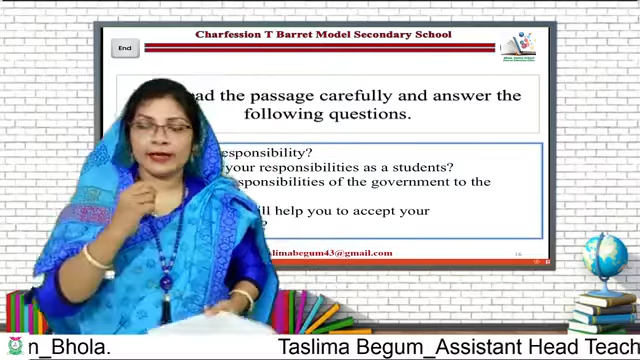 Charfession T Barret Model Secondary School
End
ad the passage carefully and answer the
following questions.
esponsibility?
your responsibilities as a students?
sponsibilities of the government to the
ll help you to accept your
?
limabegum43@gmail.com
16
n_Bhola.
Taslima Begum_Assistant Head Teach